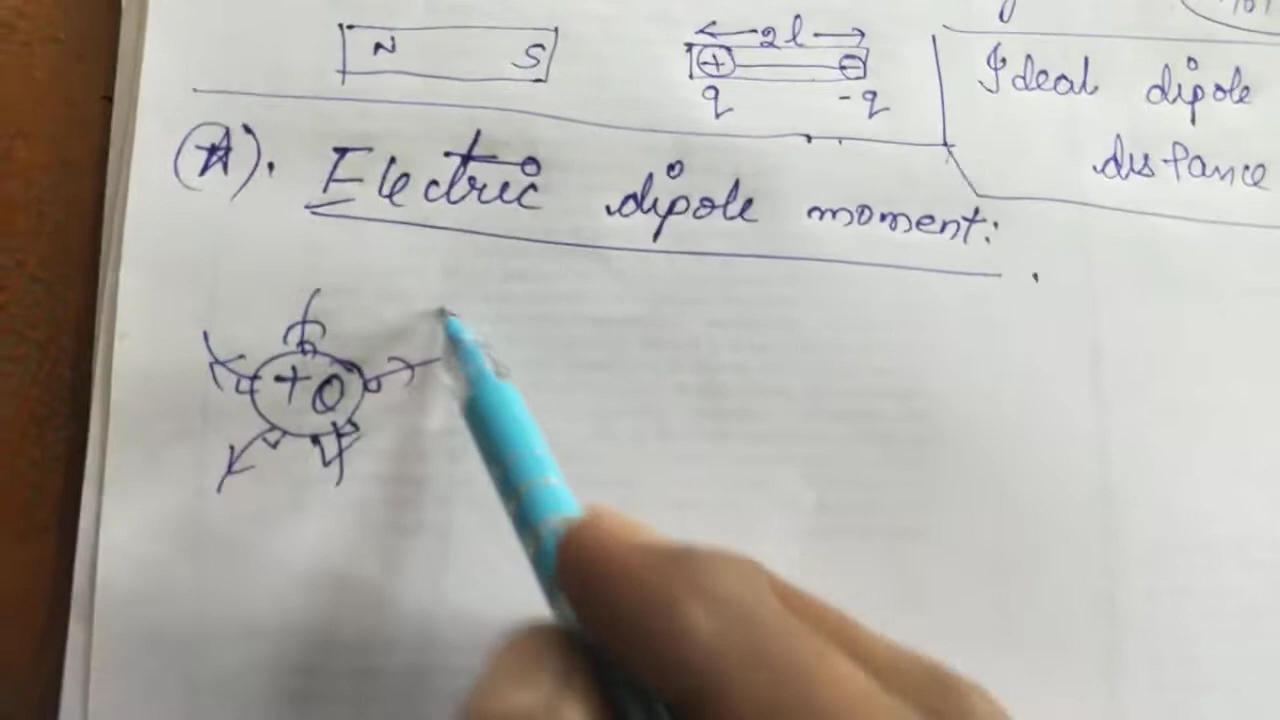 N S
2l
+ -
q -q
Ideal dipole
distance
(A). Electric dipole moment:
+Q